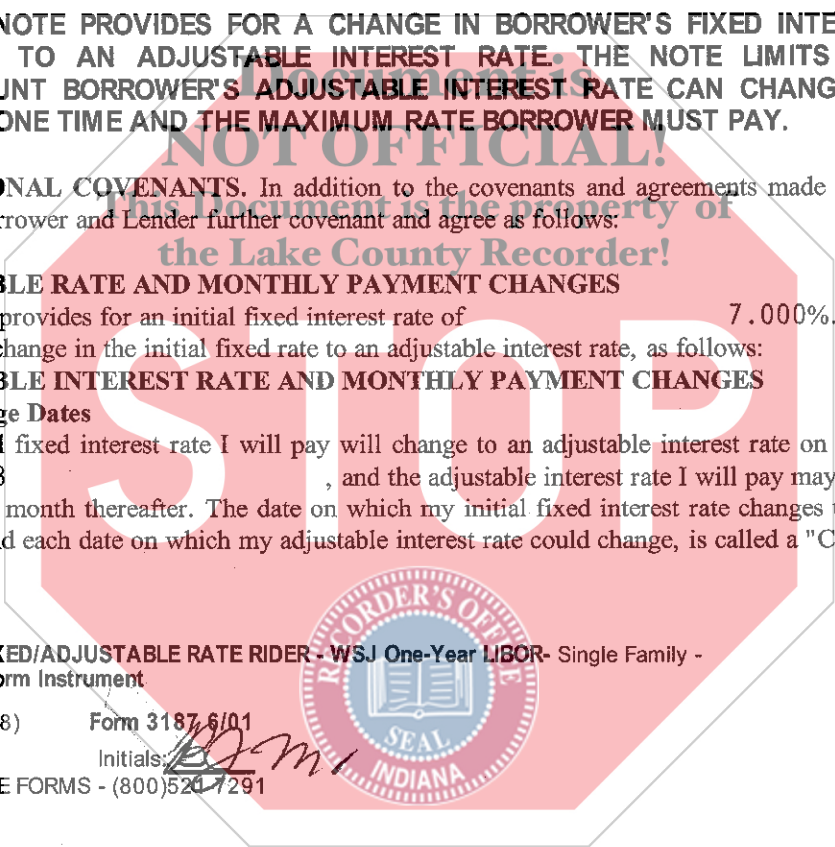 NOTE PROVIDES FOR A CHANGE IN BORROWER'S FIXED INTE
TO AN ADJUSTABLE INTEREST RATE. THE NOTE LIMITS
UNT BORROWER'S ADJUSTABLE INTEREST RATE CAN CHANG
ONE TIME AND THE MAXIMUM RATE BORROWER MUST PAY.
Document is
NOT OFFICIAL!
This Document is the property of
the Lake County Recorder!
STOP
ONAL COVENANTS. In addition to the covenants and agreements made
rrower and Lender further covenant and agree as follows:
BLE RATE AND MONTHLY PAYMENT CHANGES
provides for an initial fixed interest rate of 7.000%.
change in the initial fixed rate to an adjustable interest rate, as follows:
BLE INTEREST RATE AND MONTHLY PAYMENT CHANGES
ge Dates
l fixed interest rate I will pay will change to an adjustable interest rate on
, and the adjustable interest rate I will pay may
month thereafter. The date on which my initial fixed interest rate changes
d each date on which my adjustable interest rate could change, is called a "C
RECORDER'S OFFICE
SEAL
INDIANA
XED/ADJUSTABLE RATE RIDER - WSJ One-Year LIBOR- Single Family -
orm Instrument
8) Form 3187 6/01
Initials:
E FORMS - (800)521-7291